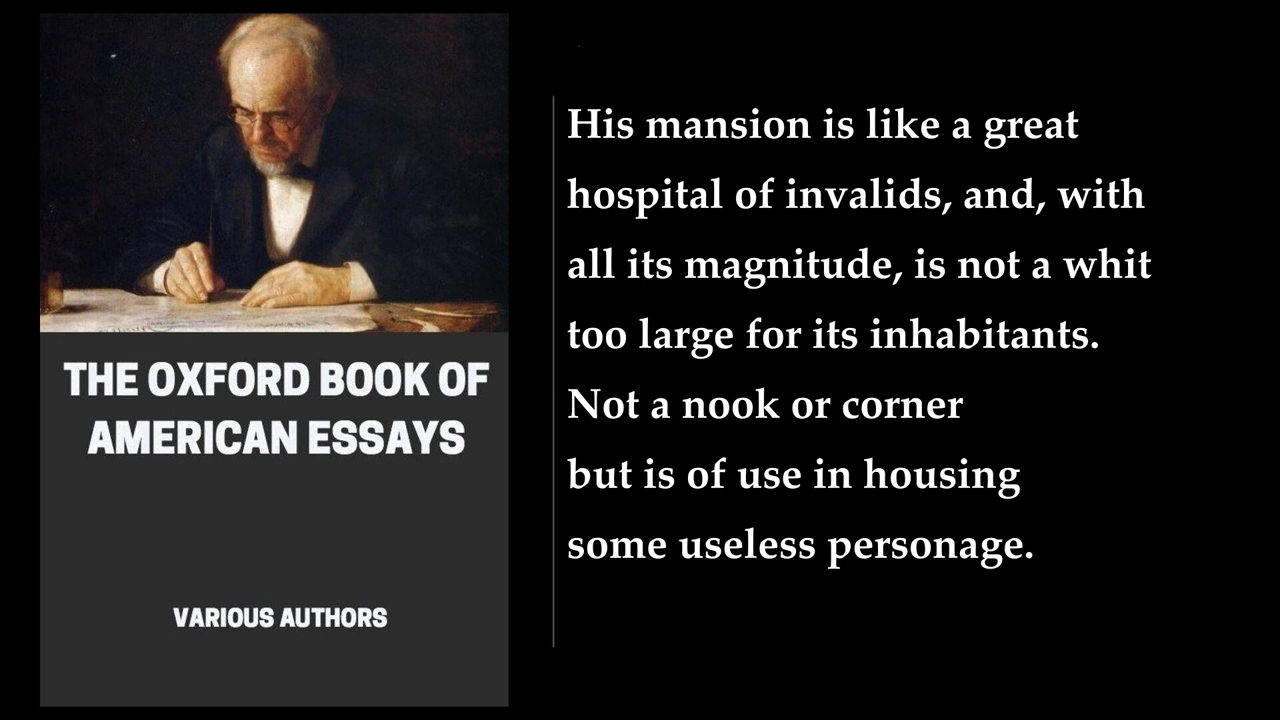 THE OXFORD BOOK OF
AMERICAN ESSAYS
VARIOUS AUTHORS
His mansion is like a great
hospital of invalids, and, with
all its magnitude, is not a whit
too large for its inhabitants.
Not a nook or corner
but is of use in housing
some useless personage.